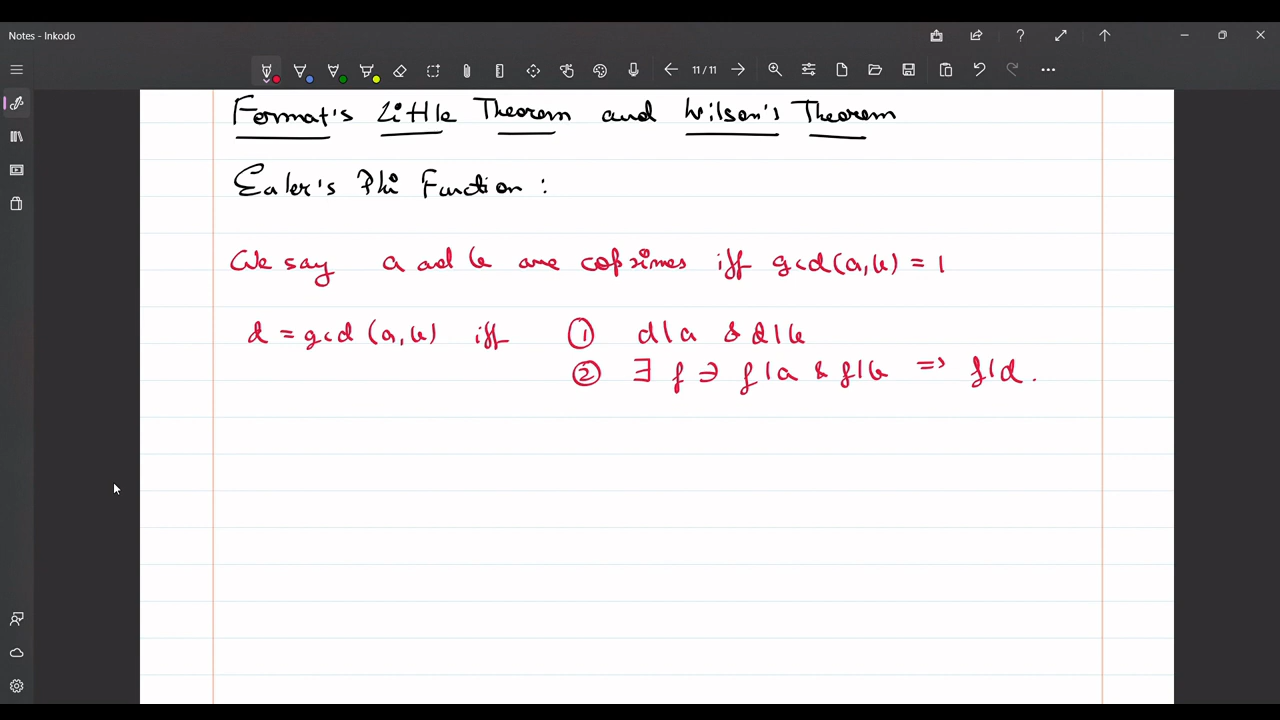 Notes - Inkodo
11/11
Fermat's Little Theorem and Wilson's Theorem
Euler's Phi Function :
We say a ad b are coprimes iff gcd(a,b) = 1
d = gcd (a,b) iff ① d|a & d|b
② ∃ f ∋ f|a & f|b => f|d.